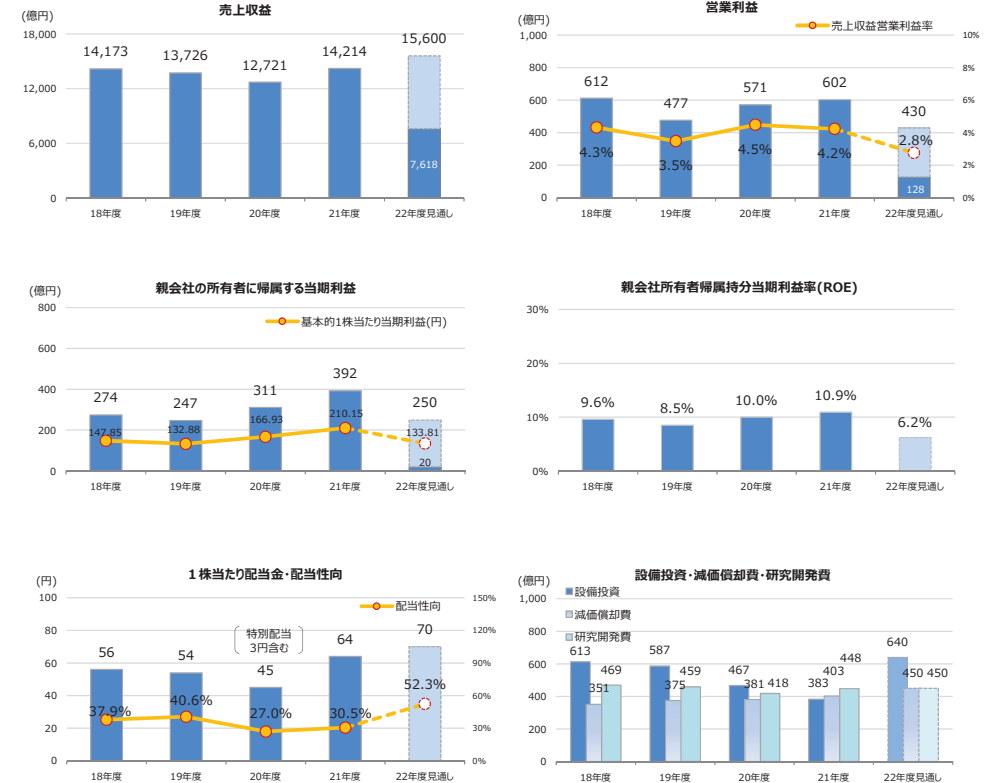 売上収益
(億円)
18,000
12,000
6,000
0
14,173
13,726
12,721
14,214
15,600
7,618
18年度
19年度
20年度
21年度
22年度見通し
営業利益
(億円)
売上収益営業利益率
1,000
800
600
400
200
0
10%
8%
6%
4%
2%
0%
612
477
571
602
430
4.3%
3.5%
4.5%
4.2%
2.8%
128
18年度
19年度
20年度
21年度
22年度見通し
親会社の所有者に帰属する当期利益
(億円)
基本的1株当たり当期利益(円)
800
600
400
200
0
274
247
311
392
250
147.85
132.88
166.93
210.15
133.81
20
18年度
19年度
20年度
21年度
22年度見通し
親会社所有者帰属持分当期利益率(ROE)
30%
20%
10%
0%
9.6%
8.5%
10.0%
10.9%
6.2%
18年度
19年度
20年度
21年度
22年度見通し
1株当たり配当金・配当性向
(円)
配当性向
100
80
60
40
20
0
150%
120%
90%
60%
30%
0%
特別配当
3円含む
56
54
45
64
70
37.9%
40.6%
27.0%
30.5%
52.3%
18年度
19年度
20年度
21年度
22年度見通し
設備投資・減価償却費・研究開発費
(億円)
設備投資
減価償却費
研究開発費
1,000
800
600
400
200
0
613
351
469
587
375
459
467
381
418
383
403
448
640
450
450
18年度
19年度
20年度
21年度
22年度見通し